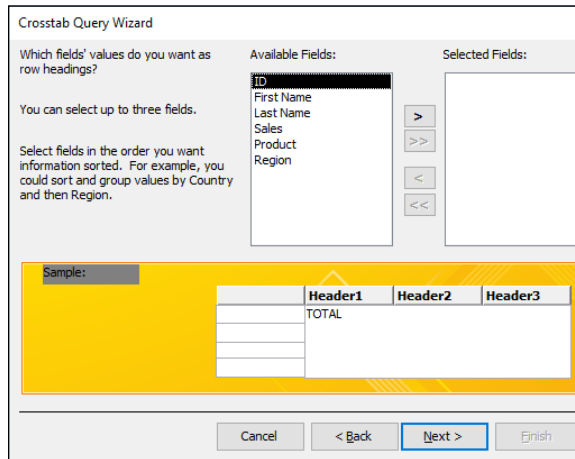 Crosstab Query Wizard
Which fields' values do you want as
row headings?
You can select up to three fields.
Select fields in the order you want
information sorted. For example, you
could sort and group values by Country
and then Region.
Available Fields:
ID
First Name
Last Name
Sales
Product
Region
>
>>
<
<<
Selected Fields:
Sample:
Header1 Header2 Header3
TOTAL
Cancel < Back Next > Finish